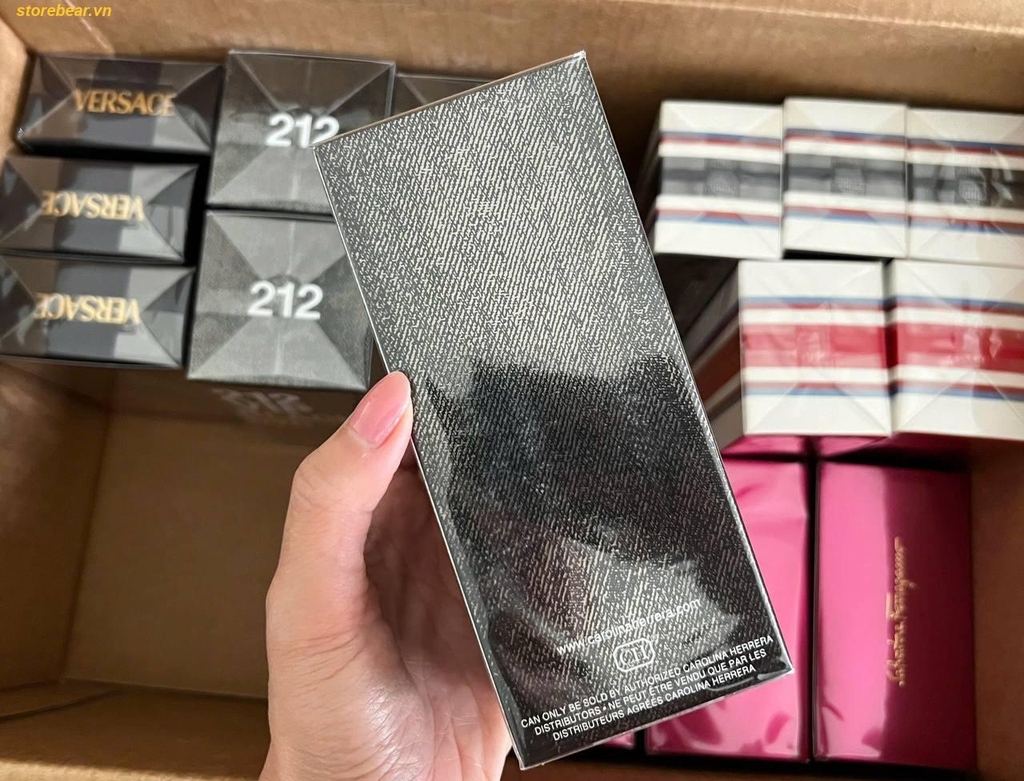 storebear.vn
VERSACE
212
VERSACE
VERSACE
212
212
Salvatore Ferragamo
www.carolinaherrera.com
CH
CAN ONLY BE SOLD BY AUTHORIZED CAROLINA HERRERA
DISTRIBUTORS • NE PEUT ÊTRE VENDU QUE PAR LES
DISTRIBUTEURS AGRÉÉS CAROLINA HERRERA